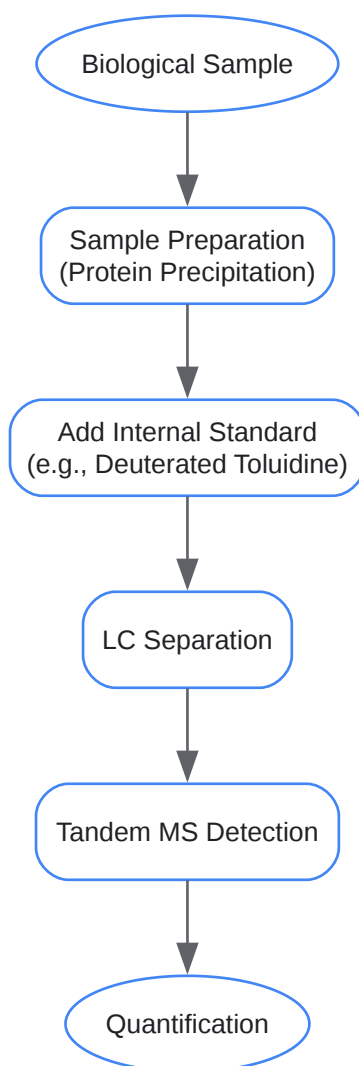 Biological Sample
Sample Preparation
(Protein Precipitation)
Add Internal Standard
(e.g., Deuterated Toluidine)
LC Separation
Tandem MS Detection
Quantification